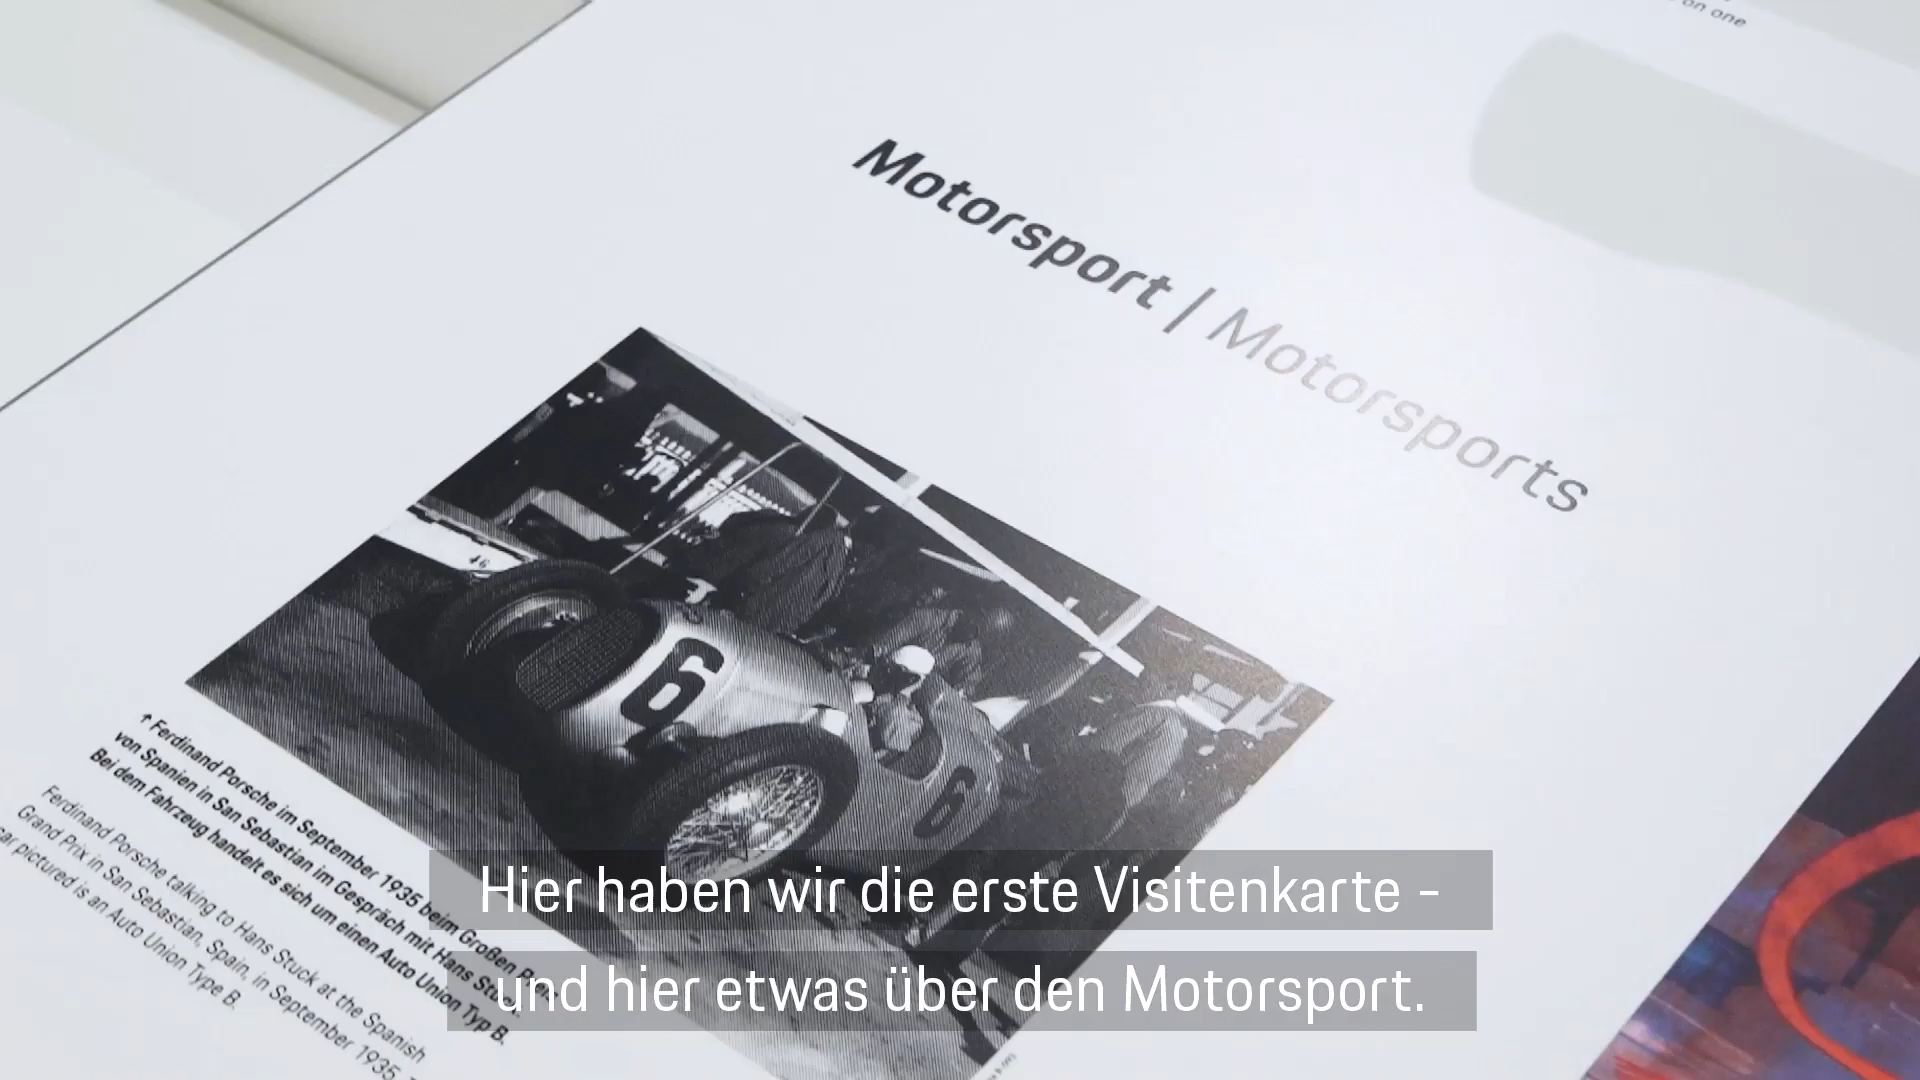 on one
Motorsport | Motorsports
46
6
6
↑ Ferdinand Porsche im September 1935 beim Großen Preis
von Spanien in San Sebastian im Gespräch mit Hans Stuck.
Bei dem Fahrzeug handelt es sich um einen Auto Union Typ B.
Ferdinand Porsche talking to Hans Stuck at the Spanish
Grand Prix in San Sebastian, Spain, in September 1935.
car pictured is an Auto Union Type B.
Hier haben wir die erste Visitenkarte -
und hier etwas über den Motorsport.